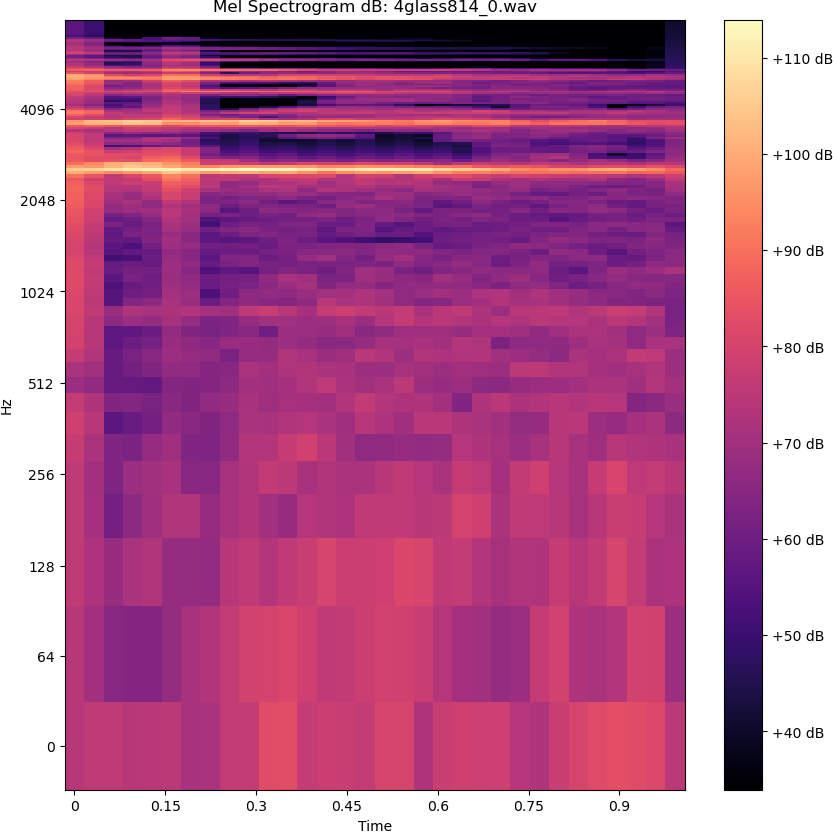 Mel Spectrogram dB: 4glass814_0.wav
+110 dB
4096
+100 dB
2048
+90 dB
1024
+80 dB
512
Hz
+70 dB
256
+60 dB
128
+50 dB
64
+40 dB
0
0 0.15 0.3 0.45 0.6 0.75 0.9
Time